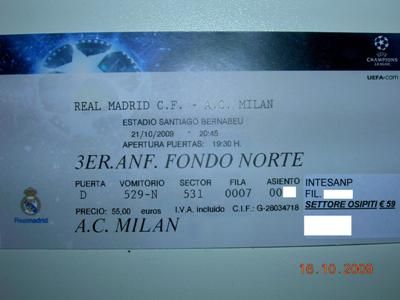 CHAMPIONS
LEAGUE
UEFA.com
REAL MADRID C.F. - A.C. MILAN
ESTADIO SANTIAGO BERNABEU
21/10/2009 - 20:45
APERTURA PUERTAS: 19:30 H.
3ER.ANF. FONDO NORTE
PUERTA VOMITORIO SECTOR FILA ASIENTO
D 529-N 531 0007 00
PRECIO: 55,00 euros I.V.A. incluido C.I.F.: G-28034718
A.C. MILAN
INTESANP
FIL.
SETTORE OSPITI € 59
Realmadrid
16.10.2009